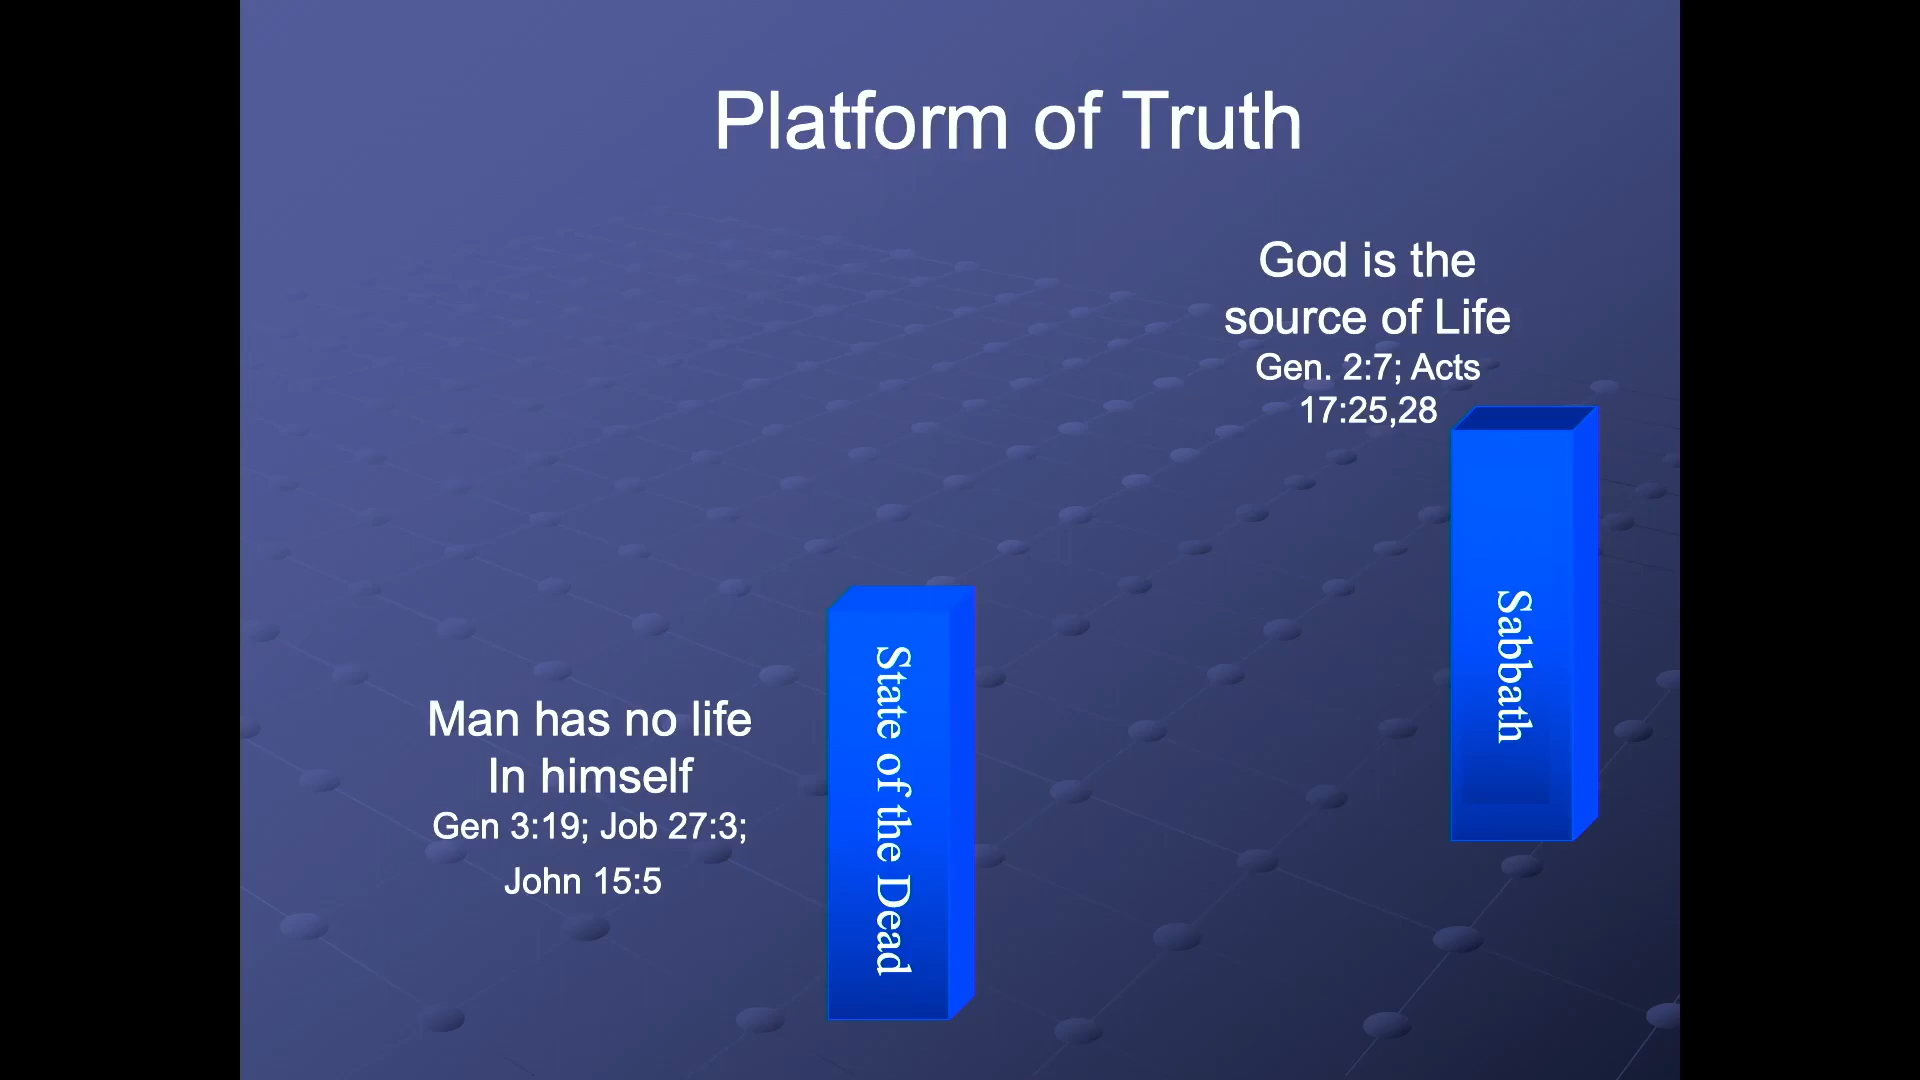 Platform of Truth
God is the
source of Life
Gen. 2:7; Acts
17:25,28
Sabbath
State of the Dead
Man has no life
In himself
Gen 3:19; Job 27:3;
John 15:5